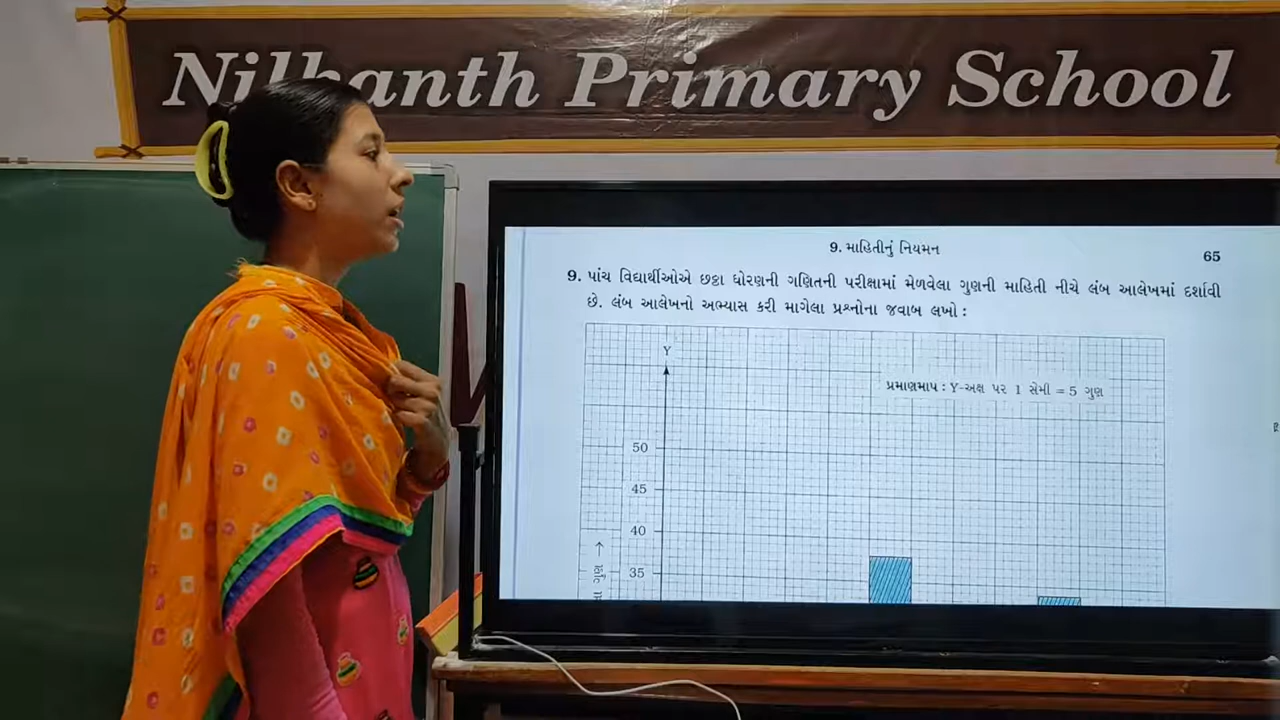 Nilkanth Primary School
9. માહિતીનું નિયમન
65
9. પાંચ વિદ્યાર્થીઓએ છઠ્ઠા ધોરણની ગણિતની પરીક્ષામાં મેળવેલા ગુણની માહિતી નીચે લંબ આલેખમાં દર્શાવી
છે. લંબ આલેખનો અભ્યાસ કરી માગેલા પ્રશ્નોના જવાબ લખો :
Y
પ્રમાણમાપ : Y-અક્ષ પર 1 સેમી = 5 ગુણ
50
45
40
35
ગુણ →